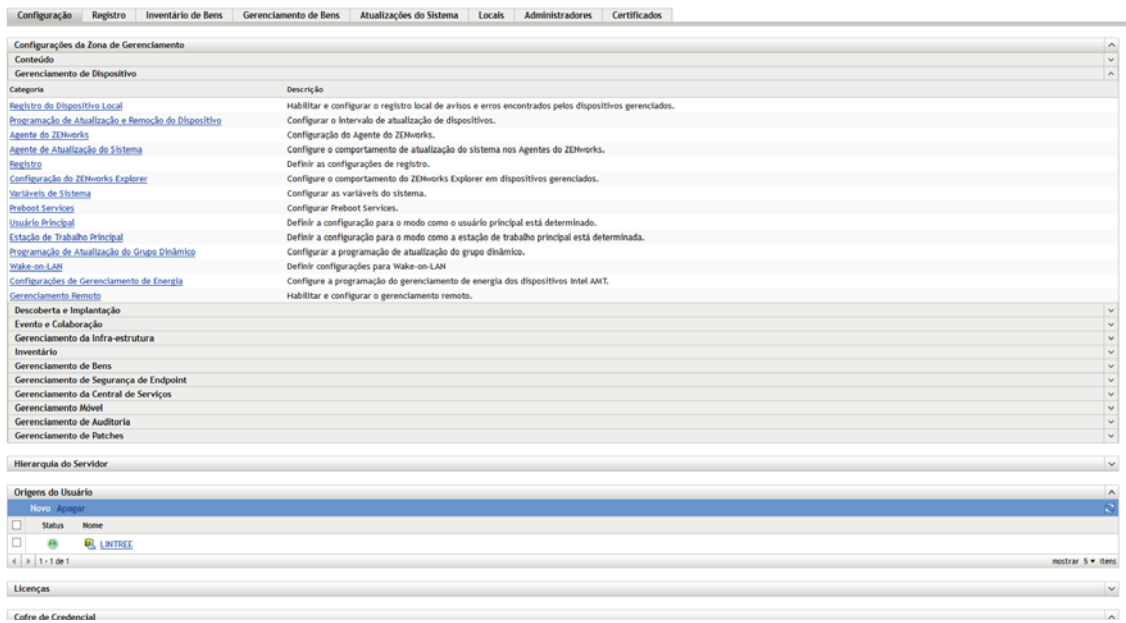 Configuração Registro Inventário de Bens Gerenciamento de Bens Atualizações do Sistema Locais Administradores Certificados
Configurações da Zona de Gerenciamento
Conteúdo
Gerenciamento de Dispositivo
Categoria Descrição
Registro do Dispositivo Local Habilitar e configurar o registro local de avisos e erros encontrados pelos dispositivos gerenciados.
Programação de Atualização e Remoção do Dispositivo Configurar o intervalo de atualização de dispositivos.
Agente do ZENworks Configuração do Agente do ZENworks.
Agente de Atualização do Sistema Configure o comportamento de atualização do sistema nos Agentes do ZENworks.
Registro Definir as configurações de registro.
Configuração do ZENworks Explorer Configure o comportamento do ZENworks Explorer em dispositivos gerenciados.
Variáveis de Sistema Configurar as variáveis do sistema.
Preboot Services Configurar Preboot Services.
Usuário Principal Definir a configuração para o modo como o usuário principal está determinado.
Estação de Trabalho Principal Definir a configuração para o modo como a estação de trabalho principal está determinada.
Programação de Atualização do Grupo Dinâmico Configurar a programação de atualização do grupo dinâmico.
Wake-on-LAN Definir configurações para Wake-on-LAN
Configurações de Gerenciamento de Energia Configure a programação do gerenciamento de energia dos dispositivos Intel AMT.
Gerenciamento Remoto Habilitar e configurar o gerenciamento remoto.
Descoberta e Implantação
Evento e Colaboração
Gerenciamento da Infra-estrutura
Inventário
Gerenciamento de Bens
Gerenciamento de Segurança de Endpoint
Gerenciamento da Central de Serviços
Gerenciamento Móvel
Gerenciamento de Auditoria
Gerenciamento de Patches
Hierarquia do Servidor
Origens do Usuário
Novo Apagar
Status Nome
LINTREE
1 - 1 de 1 mostrar 5 itens
Licenças
Cofre de Credencial